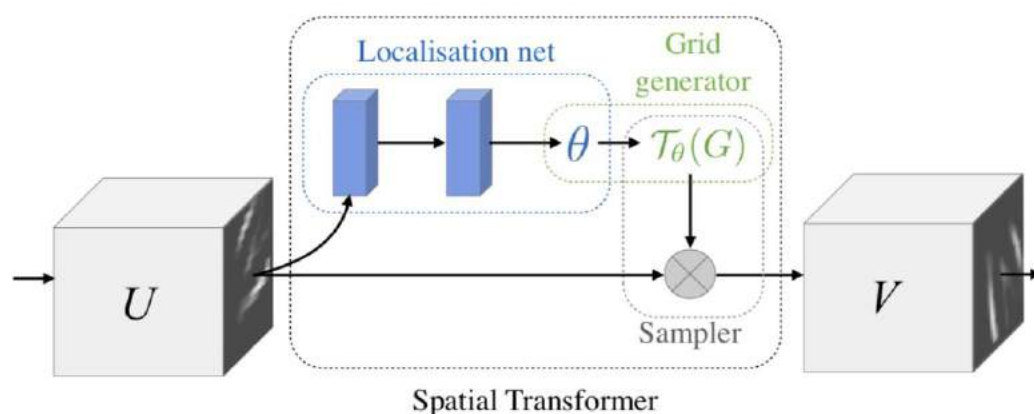 Localisation net
Grid
generator
θ
𝒯θ(G)
U
V
Sampler
Spatial Transformer